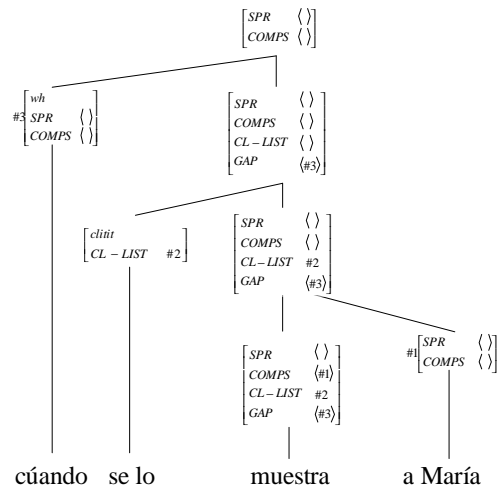 SPR ⟨ ⟩
COMPS ⟨ ⟩
#3
wh
SPR ⟨ ⟩
COMPS ⟨ ⟩
SPR ⟨ ⟩
COMPS ⟨ ⟩
CL – LIST ⟨ ⟩
GAP ⟨#3⟩
clitit
CL – LIST #2
SPR ⟨ ⟩
COMPS ⟨ ⟩
CL – LIST #2
GAP ⟨#3⟩
SPR ⟨ ⟩
COMPS ⟨#1⟩
CL – LIST #2
GAP ⟨#3⟩
#1
SPR ⟨ ⟩
COMPS ⟨ ⟩
cúando se lo muestra a María